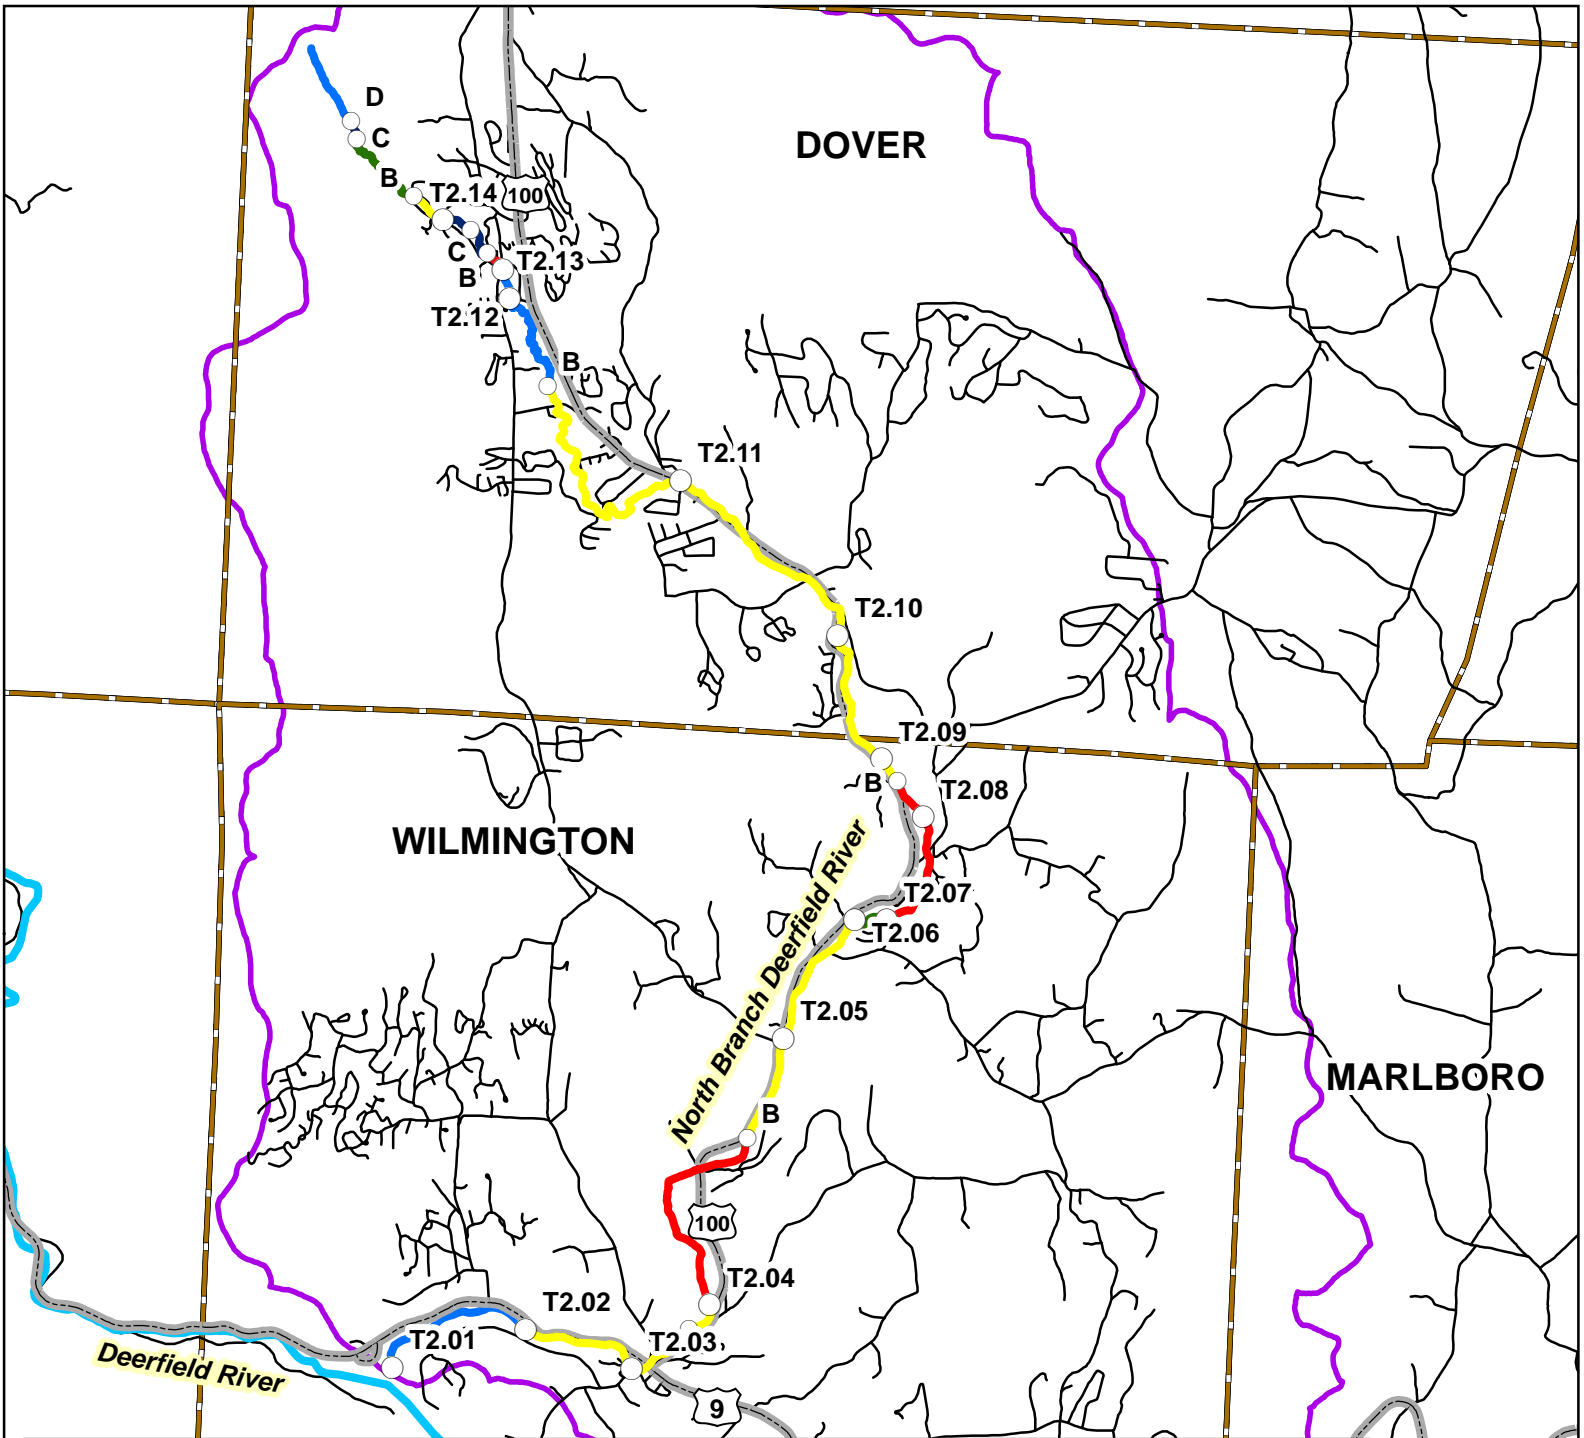 D
DOVER
C
B
T2.14
100
C
T2.13
B
T2.12
B
T2.11
T2.10
T2.09
B
T2.08
WILMINGTON
T2.07
T2.06
North Branch Deerfield River
T2.05
MARLBORO
B
100
T2.04
T2.02
T2.03
T2.01
Deerfield River
9